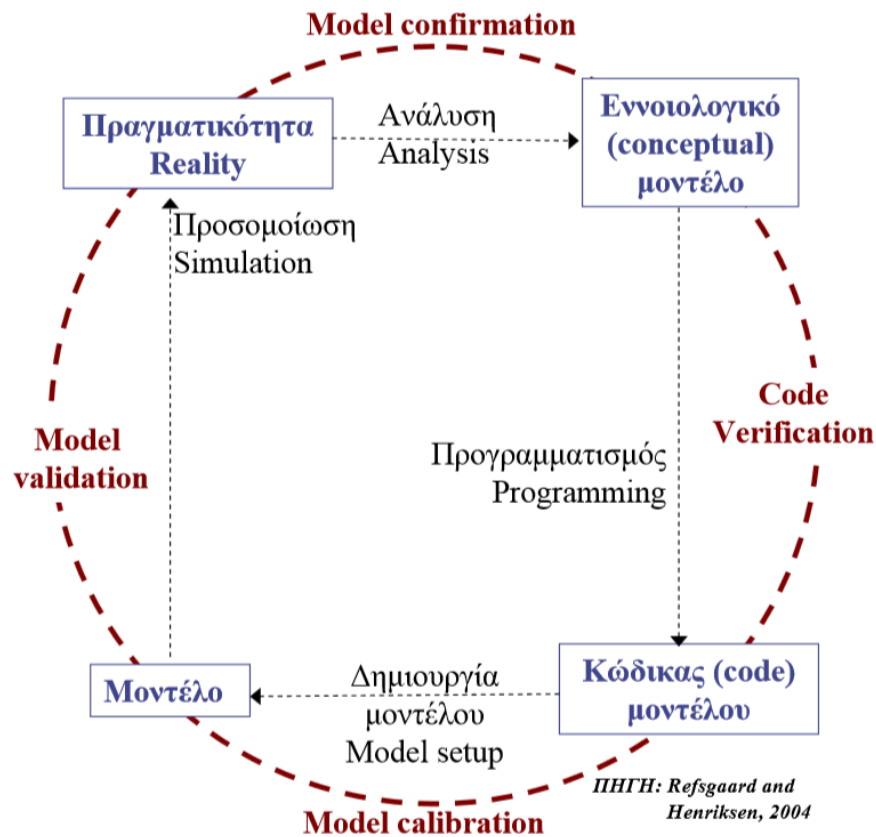 Model confirmation
Πραγματικότητα
Reality
Ανάλυση
Analysis
Εννοιολογικό
(conceptual)
μοντέλο
Προσομοίωση
Simulation
Code
Verification
Model
validation
Προγραμματισμός
Programming
Μοντέλο
Δημιουργία
μοντέλου
Model setup
Κώδικας (code)
μοντέλου
ΠΗΓΗ: Refsgaard and
Henriksen, 2004
Model calibration